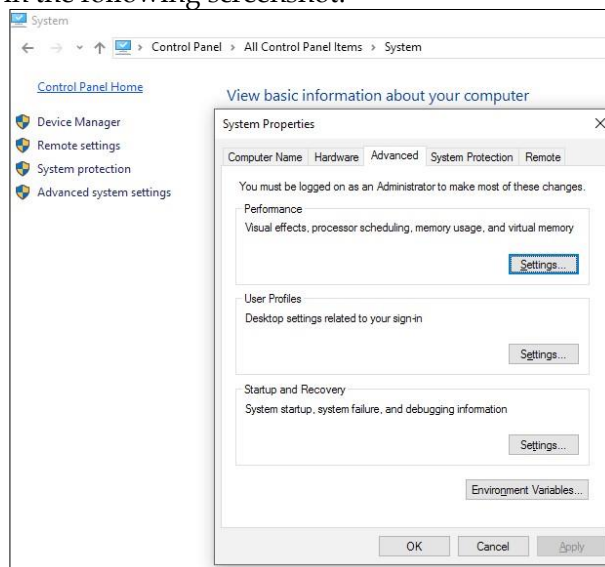 in the following screenshot:
System
Control Panel > All Control Panel Items > System
Control Panel Home
View basic information about your computer
Device Manager
Remote settings
System protection
Advanced system settings
System Properties
Computer Name Hardware Advanced System Protection Remote
You must be logged on as an Administrator to make most of these changes.
Performance
Visual effects, processor scheduling, memory usage, and virtual memory
Settings...
User Profiles
Desktop settings related to your sign-in
Settings...
Startup and Recovery
System startup, system failure, and debugging information
Settings...
Environment Variables...
OK Cancel Apply